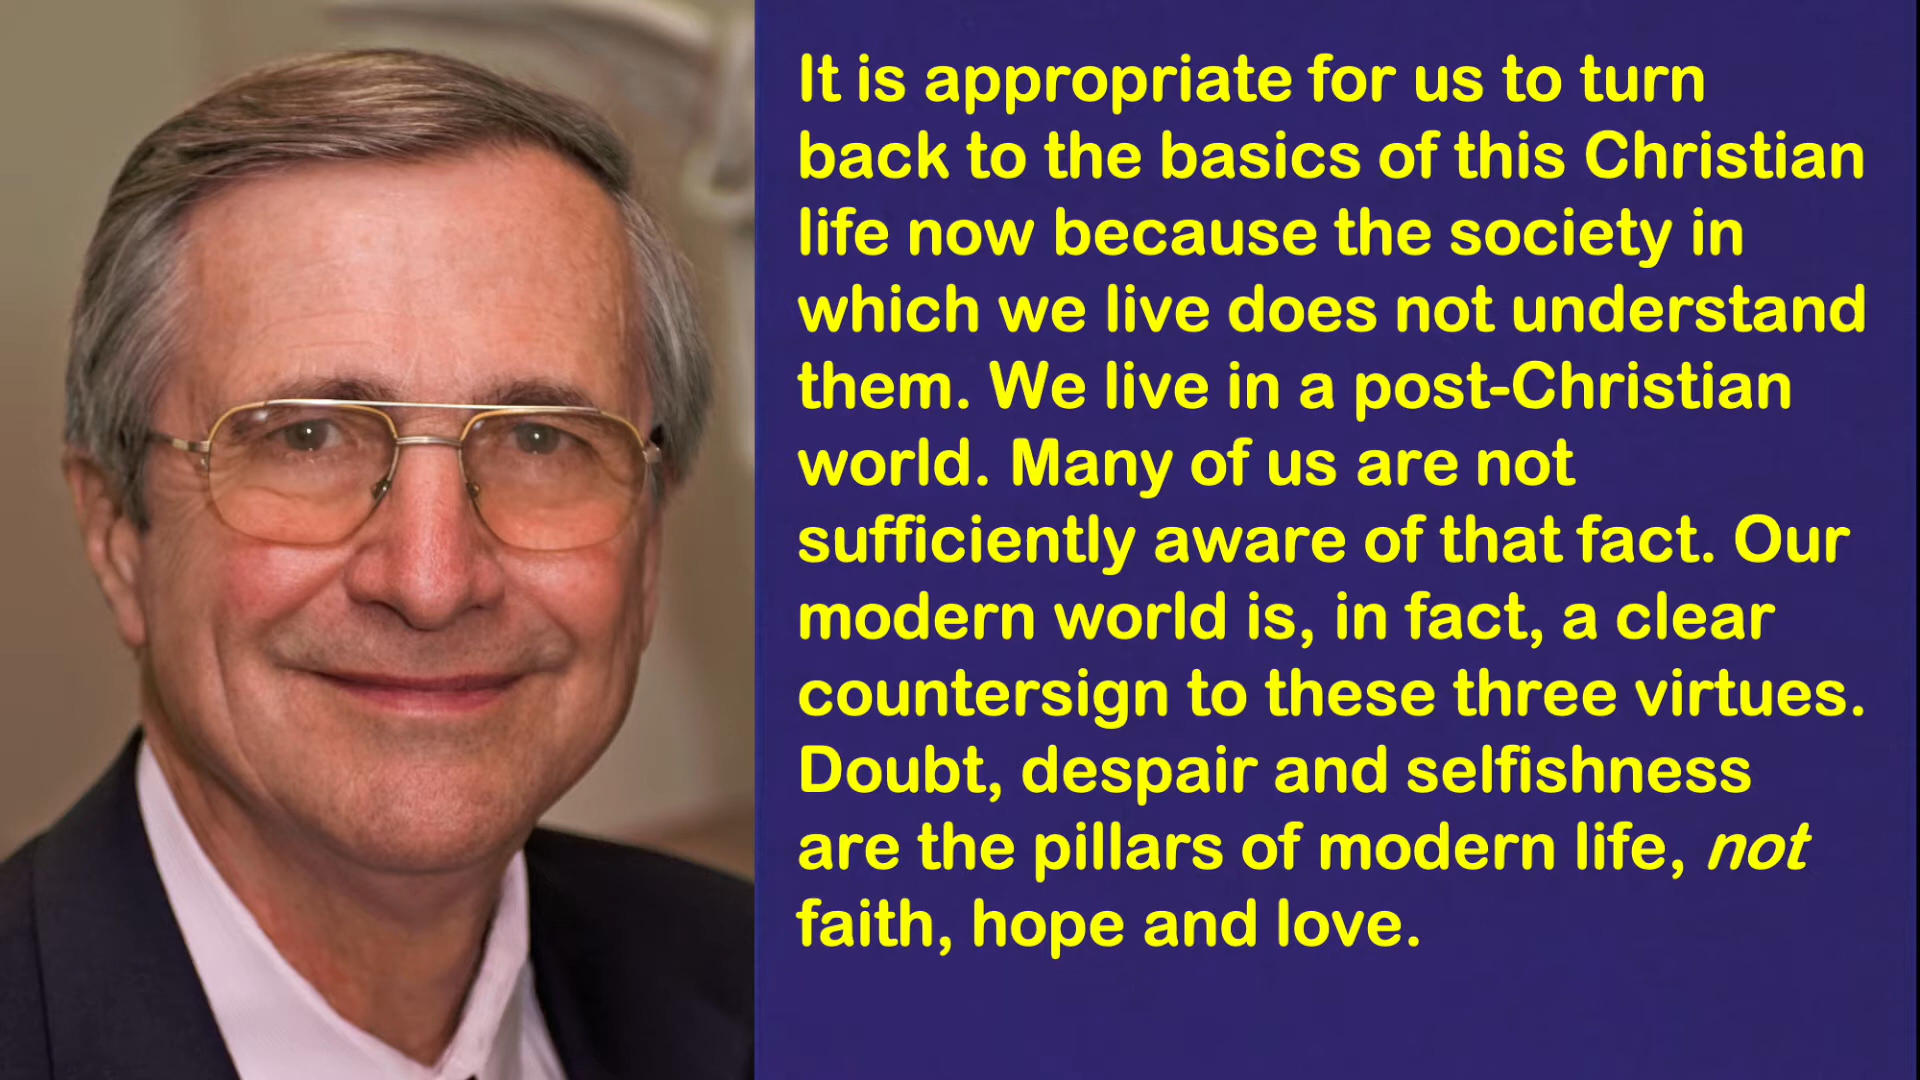 It is appropriate for us to turn
back to the basics of this Christian
life now because the society in
which we live does not understand
them. We live in a post-Christian
world. Many of us are not
sufficiently aware of that fact. Our
modern world is, in fact, a clear
countersign to these three virtues.
Doubt, despair and selfishness
are the pillars of modern life, not
faith, hope and love.